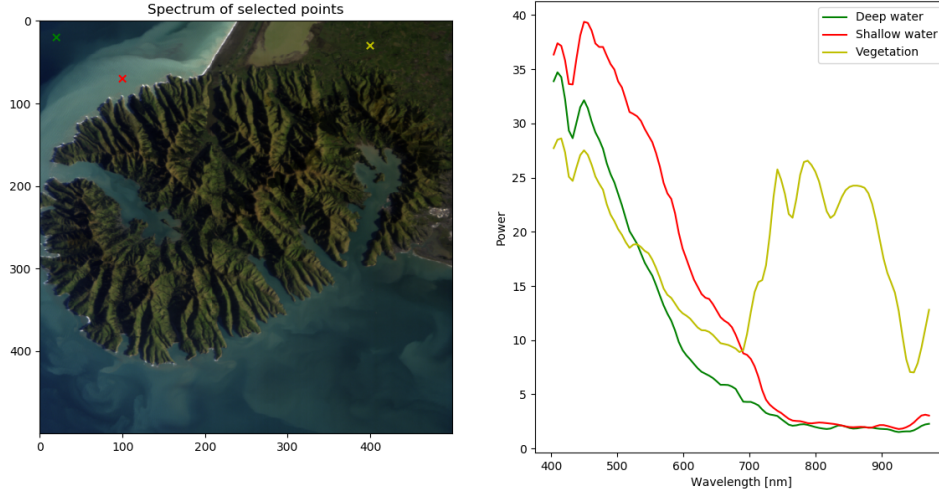 Spectrum of selected points
0
100
200
300
400
0 100 200 300 400
40
35
30
25
20
15
10
5
0
Power
400 500 600 700 800 900
Wavelength [nm]
Deep water
Shallow water
Vegetation